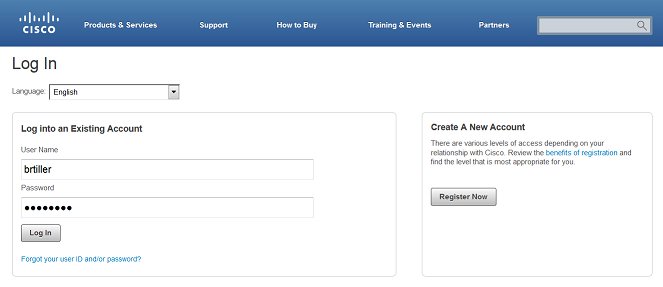 CISCO
Products & Services
Support
How to Buy
Training & Events
Partners
Log In
Language: English
Log into an Existing Account
User Name
brtiller
Password
●●●●●●●●
Log In
Forgot your user ID and/or password?
Create A New Account
There are various levels of access depending on your
relationship with Cisco. Review the benefits of registration and
find the level that is most appropriate for you.
Register Now